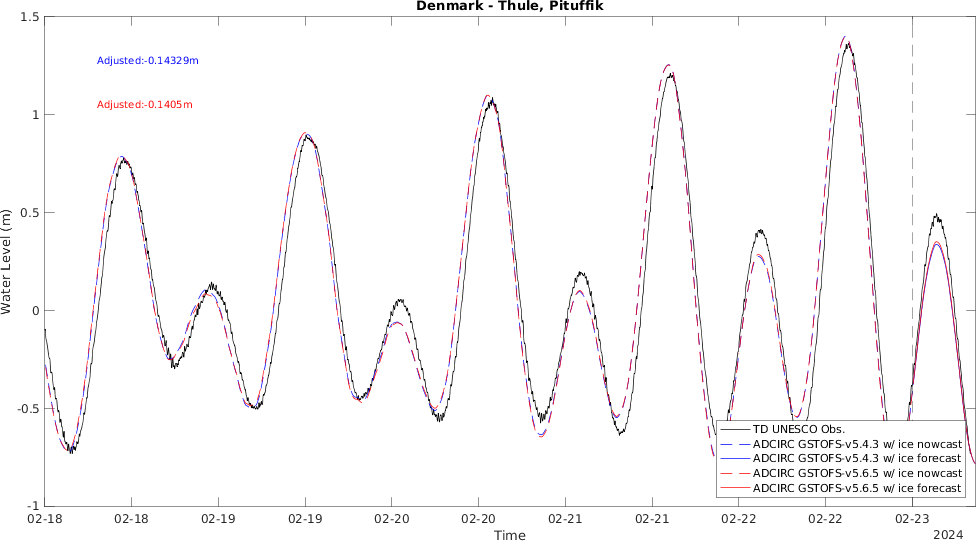 Denmark - Thule, Pituffik
1.5
Adjusted:-0.14329m
Adjusted:-0.1405m
1
0.5
Water Level (m)
0
-0.5
TD UNESCO Obs.
ADCIRC GSTOFS-v5.4.3 w/ ice nowcast
ADCIRC GSTOFS-v5.4.3 w/ ice forecast
ADCIRC GSTOFS-v5.6.5 w/ ice nowcast
ADCIRC GSTOFS-v5.6.5 w/ ice forecast
-1
02-18 02-18 02-19 02-19 02-20 02-20 02-21 02-21 02-22 02-22 02-23
Time
2024